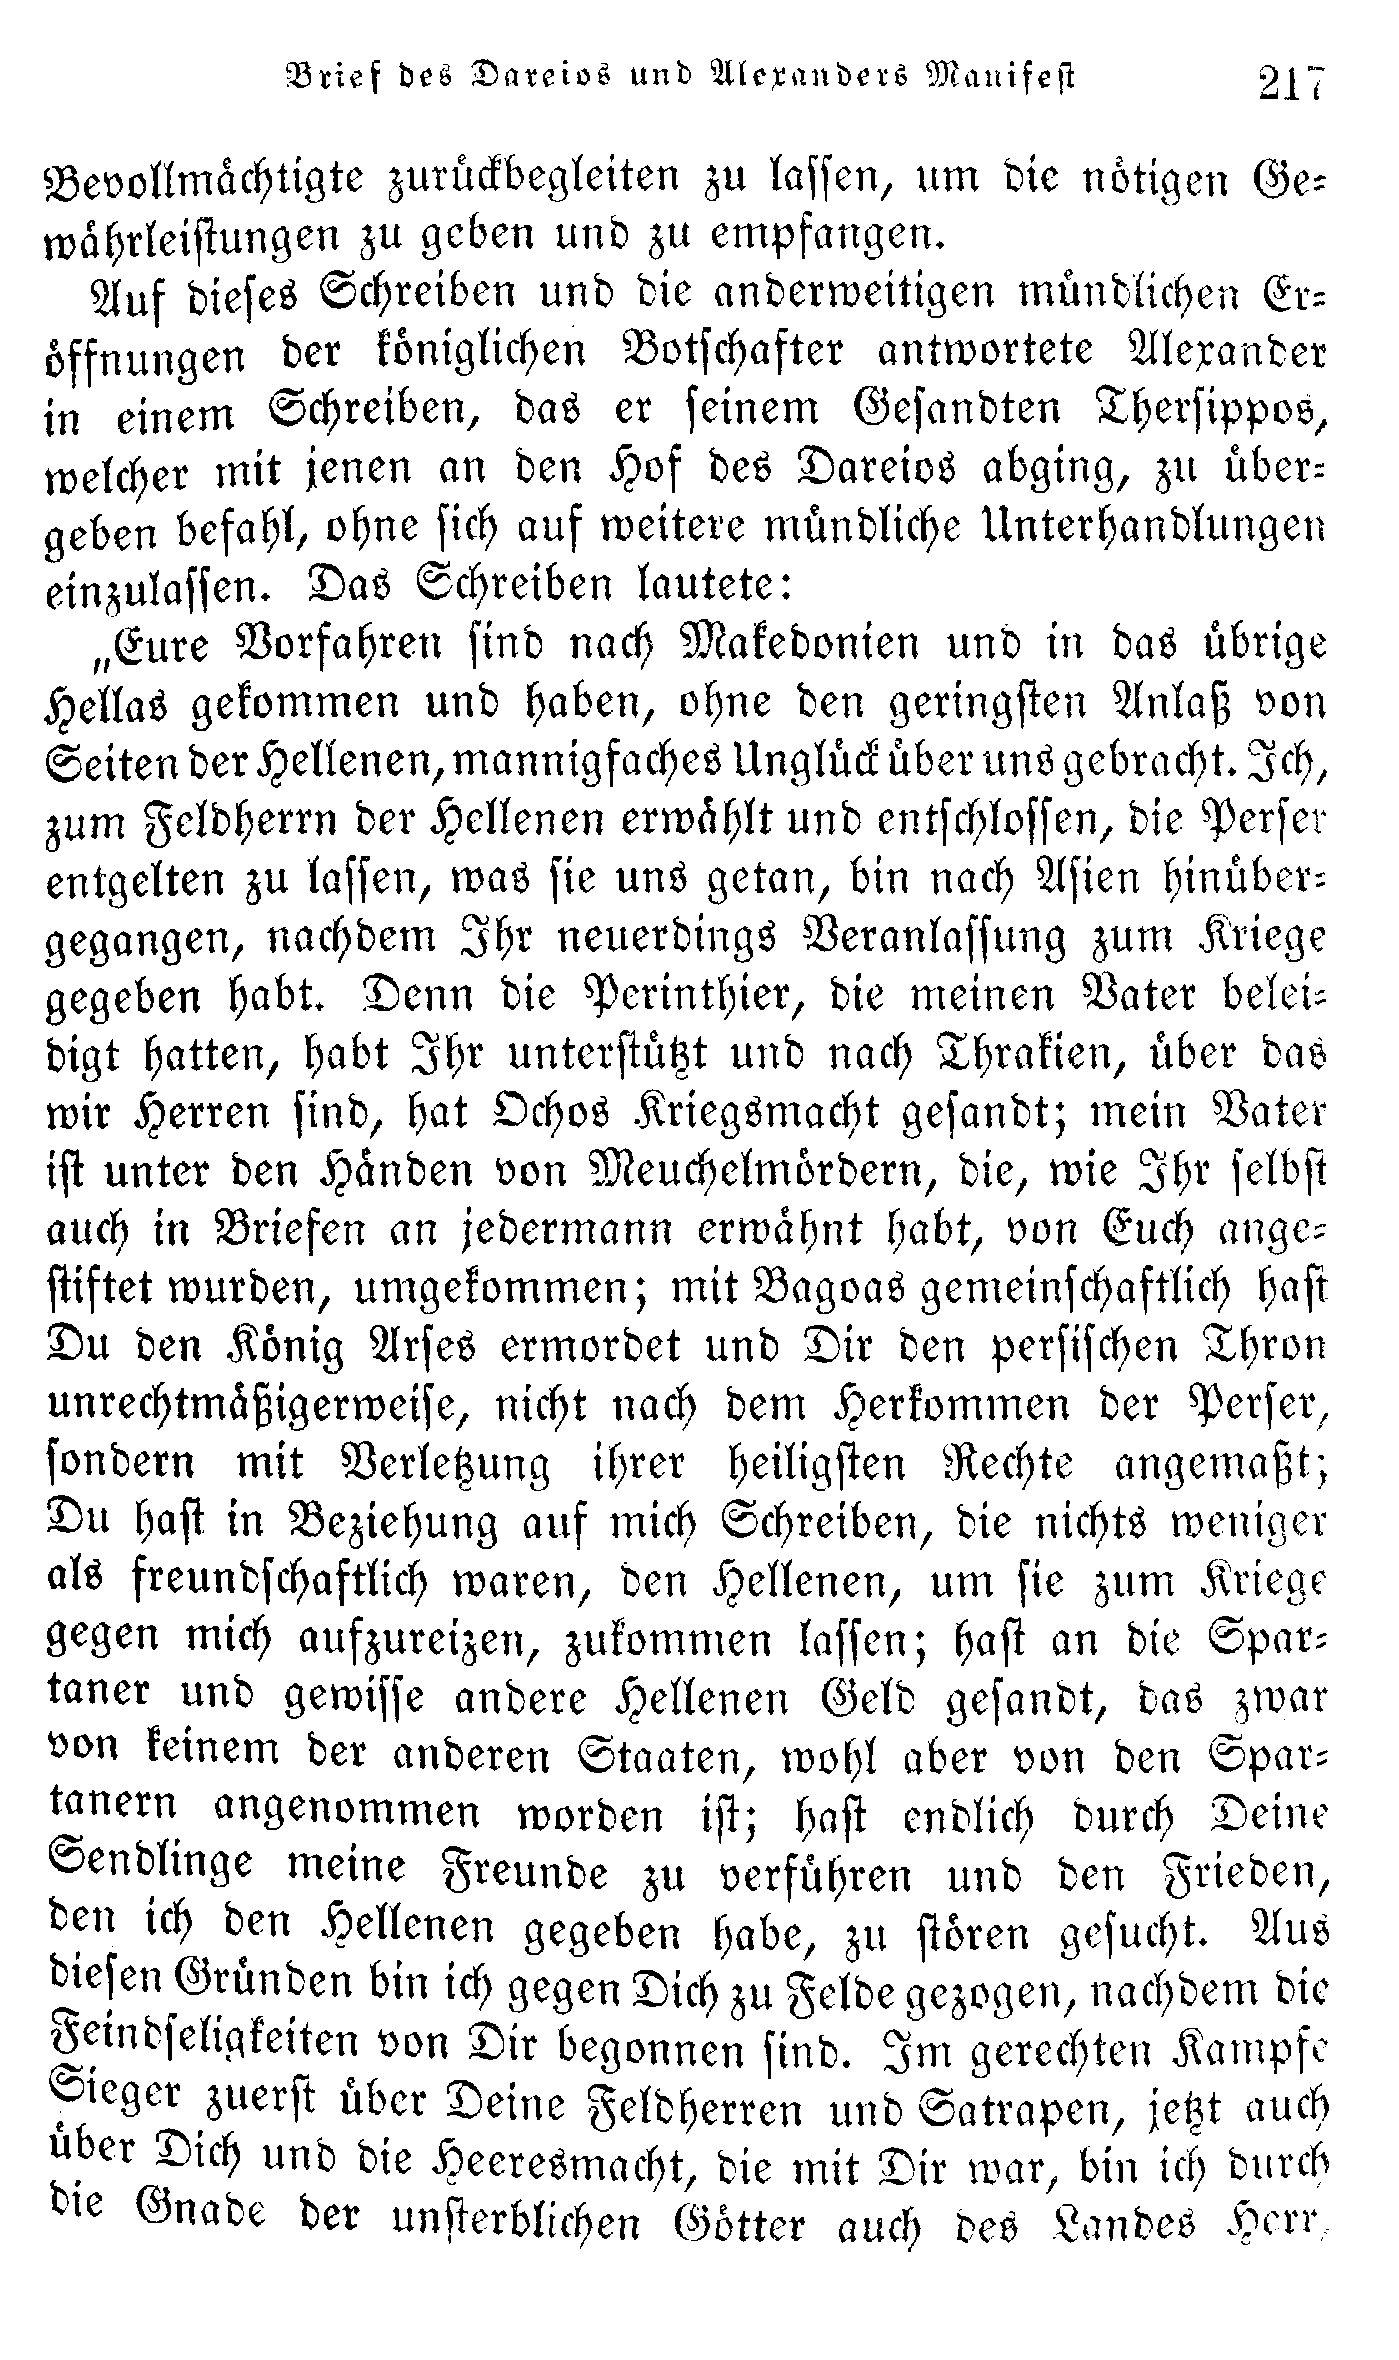 Brief des Dareios und Alexanders Manifest 217
Bevollmächtigte zurückbegleiten zu lassen, um die nötigen Ge-
währleistungen zu geben und zu empfangen.
Auf dieses Schreiben und die anderweitigen mündlichen Er-
öffnungen der königlichen Botschafter antwortete Alexander
in einem Schreiben, das er seinem Gesandten Thersippos,
welcher mit jenen an den Hof des Dareios abging, zu über-
geben befahl, ohne sich auf weitere mündliche Unterhandlungen
einzulassen. Das Schreiben lautete:
„Eure Vorfahren sind nach Makedonien und in das übrige
Hellas gekommen und haben, ohne den geringsten Anlaß von
Seiten der Hellenen, mannigfaches Unglück über uns gebracht. Ich,
zum Feldherrn der Hellenen erwählt und entschlossen, die Perser
entgelten zu lassen, was sie uns getan, bin nach Asien hinüber-
gegangen, nachdem Ihr neuerdings Veranlassung zum Kriege
gegeben habt. Denn die Perinthier, die meinen Vater belei-
digt hatten, habt Ihr unterstützt und nach Thrakien, über das
wir Herren sind, hat Ochos Kriegsmacht gesandt; mein Vater
ist unter den Händen von Meuchelmördern, die, wie Ihr selbst
auch in Briefen an jedermann erwähnt habt, von Euch ange-
stiftet wurden, umgekommen; mit Bagoas gemeinschaftlich hast
Du den König Arses ermordet und Dir den persischen Thron
unrechtmäßigerweise, nicht nach dem Herkommen der Perser,
sondern mit Verletzung ihrer heiligsten Rechte angemaßt;
Du hast in Beziehung auf mich Schreiben, die nichts weniger
als freundschaftlich waren, den Hellenen, um sie zum Kriege
gegen mich aufzureizen, zukommen lassen; hast an die Spar-
taner und gewisse andere Hellenen Geld gesandt, das zwar
von keinem der anderen Staaten, wohl aber von den Spar-
tanern angenommen worden ist; hast endlich durch Deine
Sendlinge meine Freunde zu verführen und den Frieden,
den ich den Hellenen gegeben habe, zu stören gesucht. Aus
diesen Gründen bin ich gegen Dich zu Felde gezogen, nachdem die
Feindseligkeiten von Dir begonnen sind. Im gerechten Kampfe
Sieger zuerst über Deine Feldherren und Satrapen, jetzt auch
über Dich und die Heeresmacht, die mit Dir war, bin ich durch
die Gnade der unsterblichen Götter auch des Landes Herr,